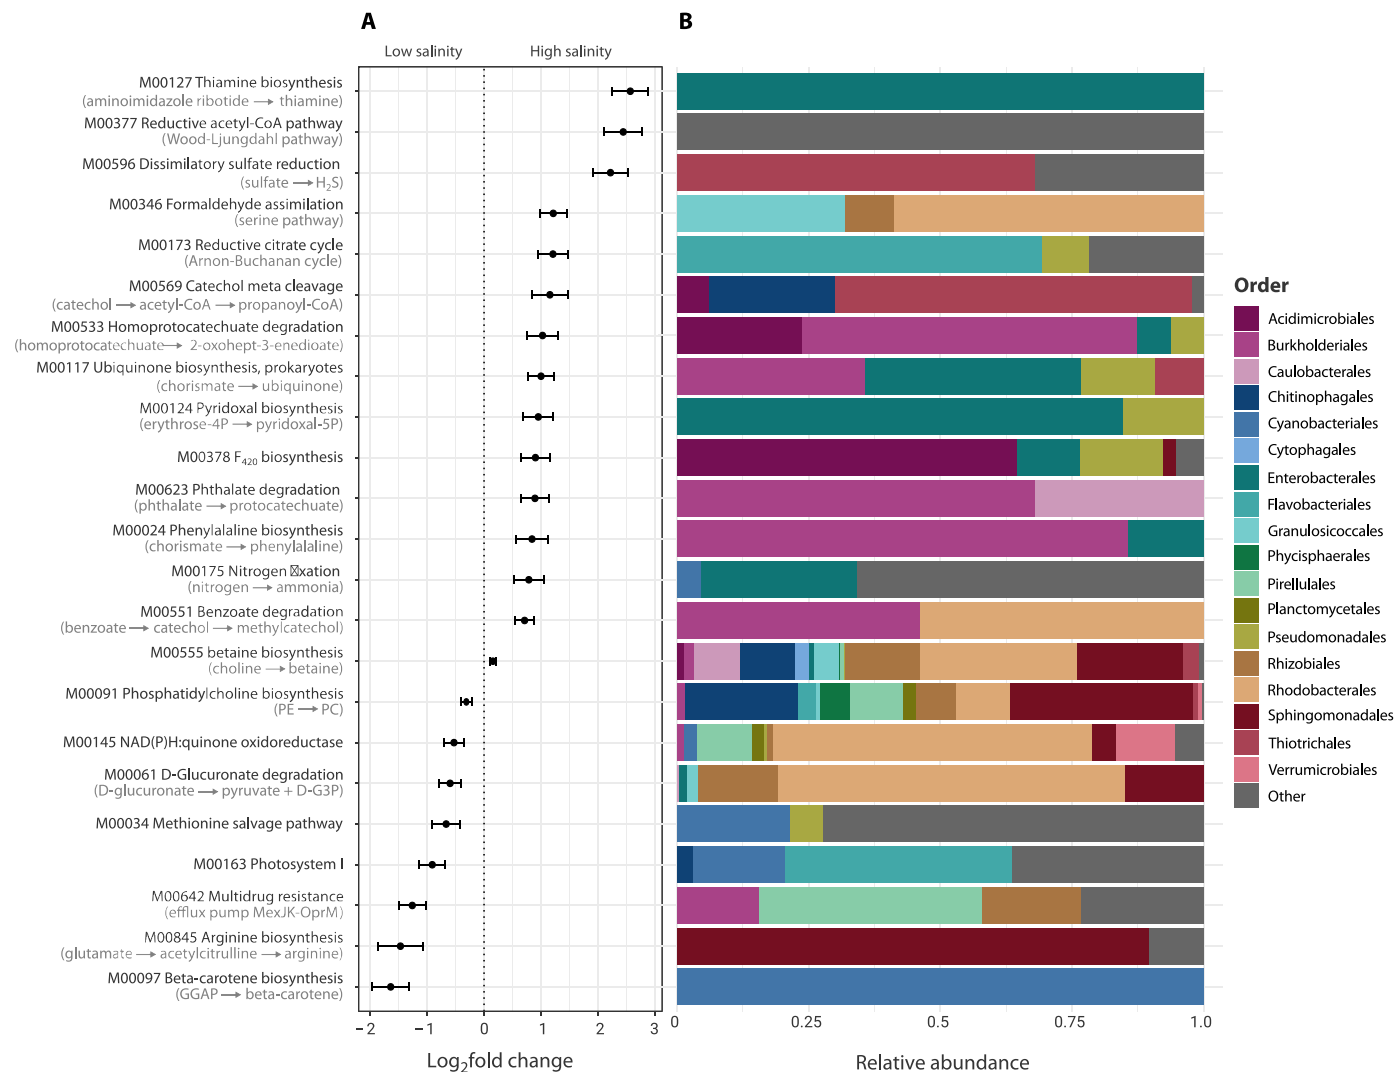 A
B
Low salinity
High salinity
M00127 Thiamine biosynthesis
(aminoimidazole ribotide → thiamine)
M00377 Reductive acetyl-CoA pathway
(Wood-Ljungdahl pathway)
M00596 Dissimilatory sulfate reduction
(sulfate → H₂S)
M00346 Formaldehyde assimilation
(serine pathway)
M00173 Reductive citrate cycle
(Arnon-Buchanan cycle)
M00569 Catechol meta cleavage
(catechol → acetyl-CoA → propanoyl-CoA)
M00533 Homoprotocatechuate degradation
(homoprotocatechuate → 2-oxohept-3-enedioate)
M00117 Ubiquinone biosynthesis, prokaryotes
(chorismate → ubiquinone)
M00124 Pyridoxal biosynthesis
(erythrose-4P → pyridoxal-5P)
M00378 F₄₂₀ biosynthesis
M00623 Phthalate degradation
(phthalate → protocatechuate)
M00024 Phenylalaline biosynthesis
(chorismate → phenylalaline)
M00175 Nitrogen xation
(nitrogen → ammonia)
M00551 Benzoate degradation
(benzoate → catechol → methylcatechol)
M00555 betaine biosynthesis
(choline → betaine)
M00091 Phosphatidylcholine biosynthesis
(PE → PC)
M00145 NAD(P)H:quinone oxidoreductase
M00061 D-Glucuronate degradation
(D-glucuronate → pyruvate + D-G3P)
M00034 Methionine salvage pathway
M00163 Photosystem I
M00642 Multidrug resistance
(efflux pump MexJK-OprM)
M00845 Arginine biosynthesis
(glutamate → acetylcitrulline → arginine)
M00097 Beta-carotene biosynthesis
(GGAP → beta-carotene)
−2 −1 0 1 2 3
Log₂fold change
0 0.25 0.5 0.75 1.0
Relative abundance
Order
Acidimicrobiales
Burkholderiales
Caulobacterales
Chitinophagales
Cyanobacteriales
Cytophagales
Enterobacterales
Flavobacteriales
Granulosicoccales
Phycisphaerales
Pirellulales
Planctomycetales
Pseudomonadales
Rhizobiales
Rhodobacterales
Sphingomonadales
Thiotrichales
Verrumicrobiales
Other